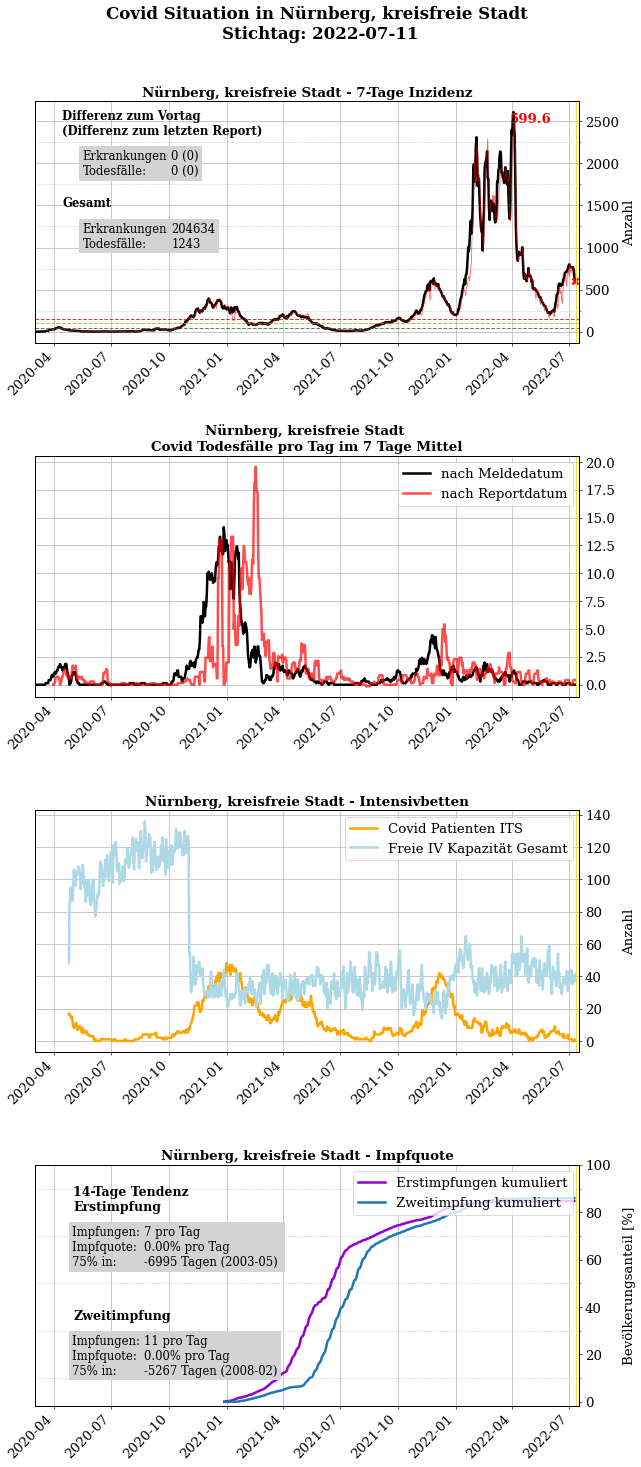 Covid Situation in Nürnberg, kreisfreie Stadt
Stichtag: 2022-07-11
Nürnberg, kreisfreie Stadt - 7-Tage Inzidenz
Differenz zum Vortag
(Differenz zum letzten Report)
Erkrankungen 0 (0)
Todesfälle: 0 (0)
Gesamt
Erkrankungen 204634
Todesfälle: 1243
599.6
2500
2000
1500
1000
500
0
Anzahl
2020-04
2020-07
2020-10
2021-01
2021-04
2021-07
2021-10
2022-01
2022-04
2022-07
Nürnberg, kreisfreie Stadt
Covid Todesfälle pro Tag im 7 Tage Mittel
nach Meldedatum
nach Reportdatum
20.0
17.5
15.0
12.5
10.0
7.5
5.0
2.5
0.0
2020-04
2020-07
2020-10
2021-01
2021-04
2021-07
2021-10
2022-01
2022-04
2022-07
Nürnberg, kreisfreie Stadt - Intensivbetten
Covid Patienten ITS
Freie IV Kapazität Gesamt
140
120
100
80
60
40
20
0
Anzahl
2020-04
2020-07
2020-10
2021-01
2021-04
2021-07
2021-10
2022-01
2022-04
2022-07
Nürnberg, kreisfreie Stadt - Impfquote
14-Tage Tendenz
Erstimpfung
Impfungen: 7 pro Tag
Impfquote: 0.00% pro Tag
75% in: -6995 Tagen (2003-05)
Zweitimpfung
Impfungen: 11 pro Tag
Impfquote: 0.00% pro Tag
75% in: -5267 Tagen (2008-02)
Erstimpfungen kumuliert
Zweitimpfung kumuliert
100
80
60
40
20
0
Bevölkerungsanteil [%]
2020-04
2020-07
2020-10
2021-01
2021-04
2021-07
2021-10
2022-01
2022-04
2022-07